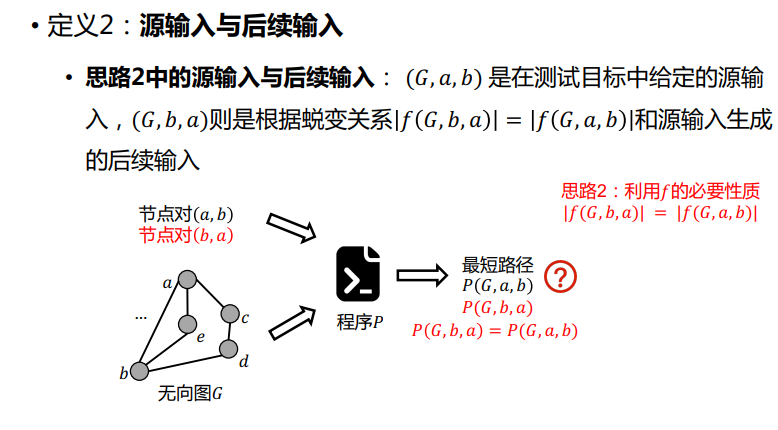 • 定义2：源输入与后续输入
• 思路2中的源输入与后续输入： (G, a, b) 是在测试目标中给定的源输
入，(G, b, a)则是根据蜕变关系|f(G, b, a)| = |f(G, a, b)|和源输入生成
的后续输入
思路2：利用f的必要性质
|f(G, b, a)| = |f(G, a, b)|
节点对(a, b)
节点对(b, a)
a
...
e
c
b
d
无向图G
程序P
最短路径
P(G, a, b)
P(G, b, a)
P(G, b, a) = P(G, a, b)
?